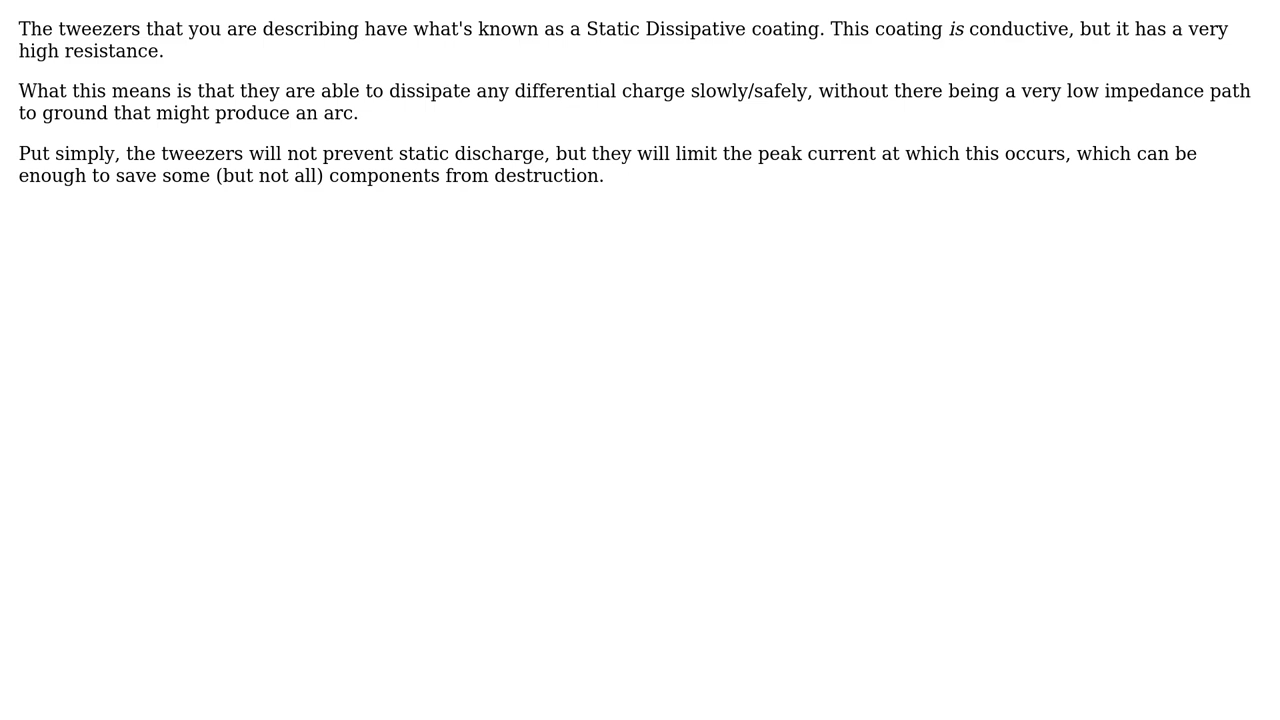 The tweezers that you are describing have what's known as a Static Dissipative coating. This coating is conductive, but it has a very
high resistance.
What this means is that they are able to dissipate any differential charge slowly/safely, without there being a very low impedance path
to ground that might produce an arc.
Put simply, the tweezers will not prevent static discharge, but they will limit the peak current at which this occurs, which can be
enough to save some (but not all) components from destruction.